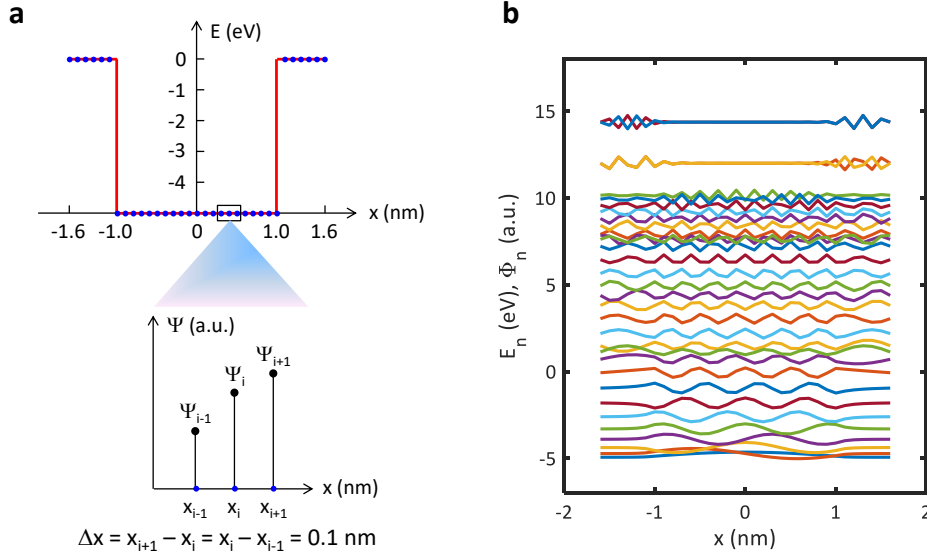 a
E (eV)
0
-1
-2
-3
-4
-1.6 -1.0 0 1.0 1.6 x (nm)
Ψ (a.u.)
Ψi-1
Ψi
Ψi+1
xi-1 xi xi+1 x (nm)
Δx = xi+1 − xi = xi − xi-1 = 0.1 nm
b
En (eV), Φn (a.u.)
15
10
5
0
-5
-2 -1 0 1 2
x (nm)